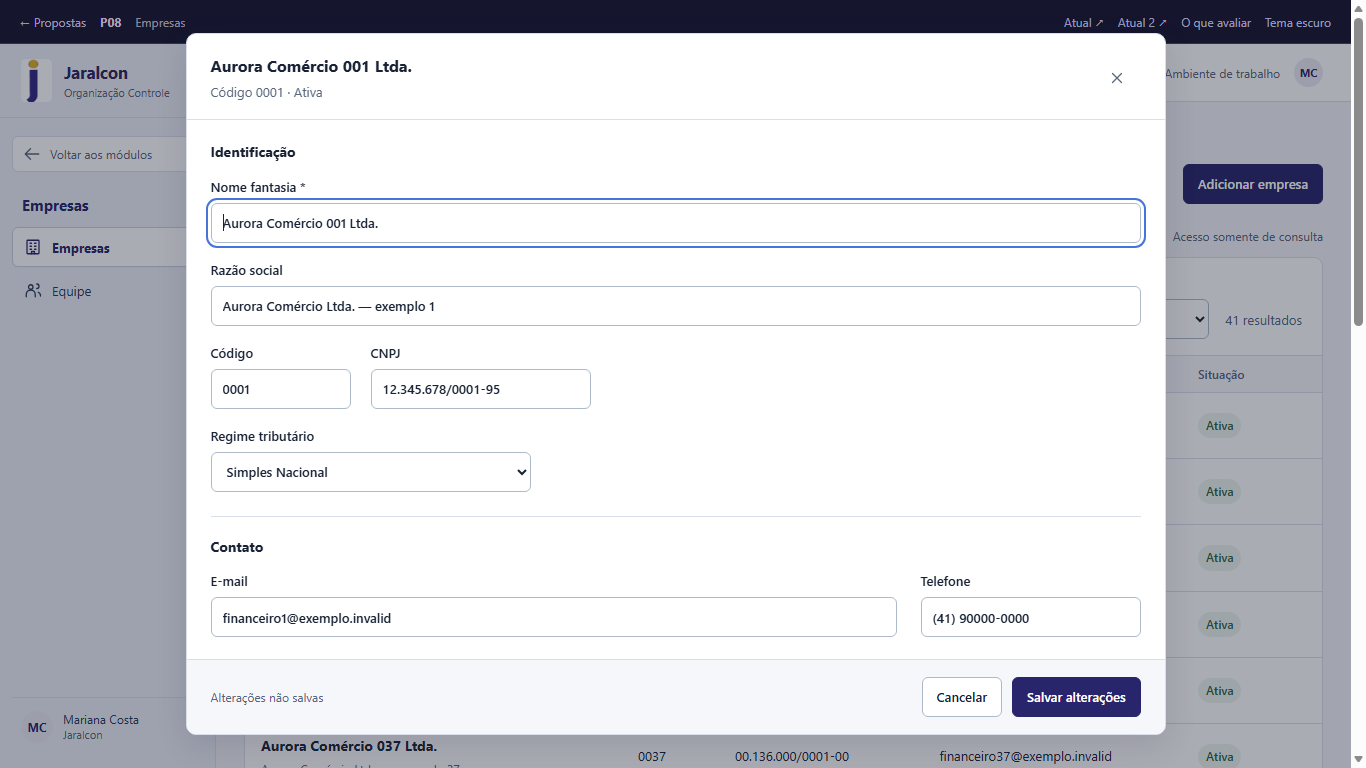 ← Propostas P08 Empresas Atual ↗ Atual 2 ↗ O que avaliar Tema escuro
Jaralcon
Organização Controle
Ambiente de trabalho MC
Voltar aos módulos
Empresas
Empresas
Equipe
MC Mariana Costa
Jaralcon
Aurora Comércio 001 Ltda.
Código 0001 · Ativa
Identificação
Nome fantasia *
Aurora Comércio 001 Ltda.
Razão social
Aurora Comércio Ltda. — exemplo 1
Código CNPJ
0001 12.345.678/0001-95
Regime tributário
Simples Nacional
Contato
E-mail Telefone
financeiro1@exemplo.invalid (41) 90000-0000
Alterações não salvas Cancelar Salvar alterações
Adicionar empresa
Acesso somente de consulta
41 resultados
Situação
Ativa
Ativa
Ativa
Ativa
Ativa
Aurora Comércio 037 Ltda. 0037 00.136.000/0001-00 financeiro37@exemplo.invalid Ativa